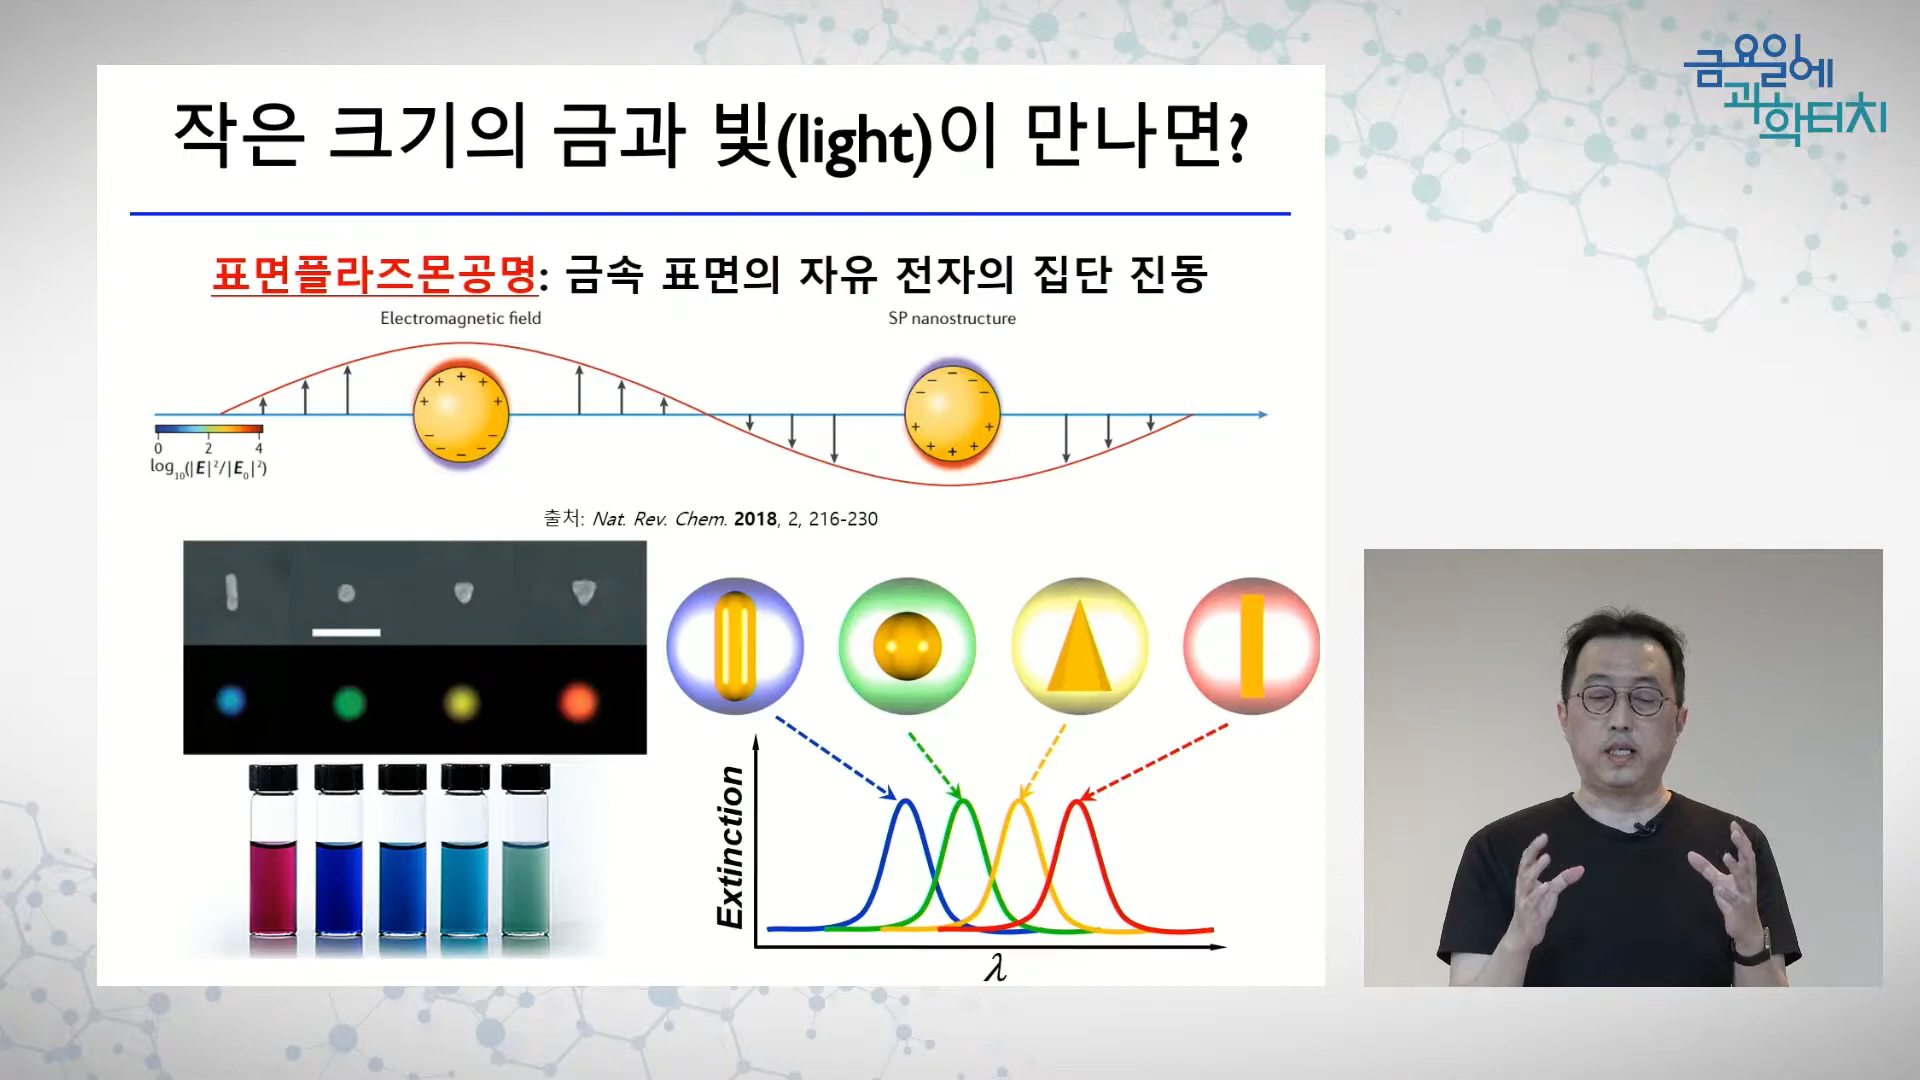 금요일에
과학터치
작은 크기의 금과 빛(light)이 만나면?
표면플라즈몬공명: 금속 표면의 자유 전자의 집단 진동
Electromagnetic field
SP nanostructure
0 2 4
log₁₀(|E|²/|E₀|²)
출처: Nat. Rev. Chem. 2018, 2, 216-230
Extinction
λ